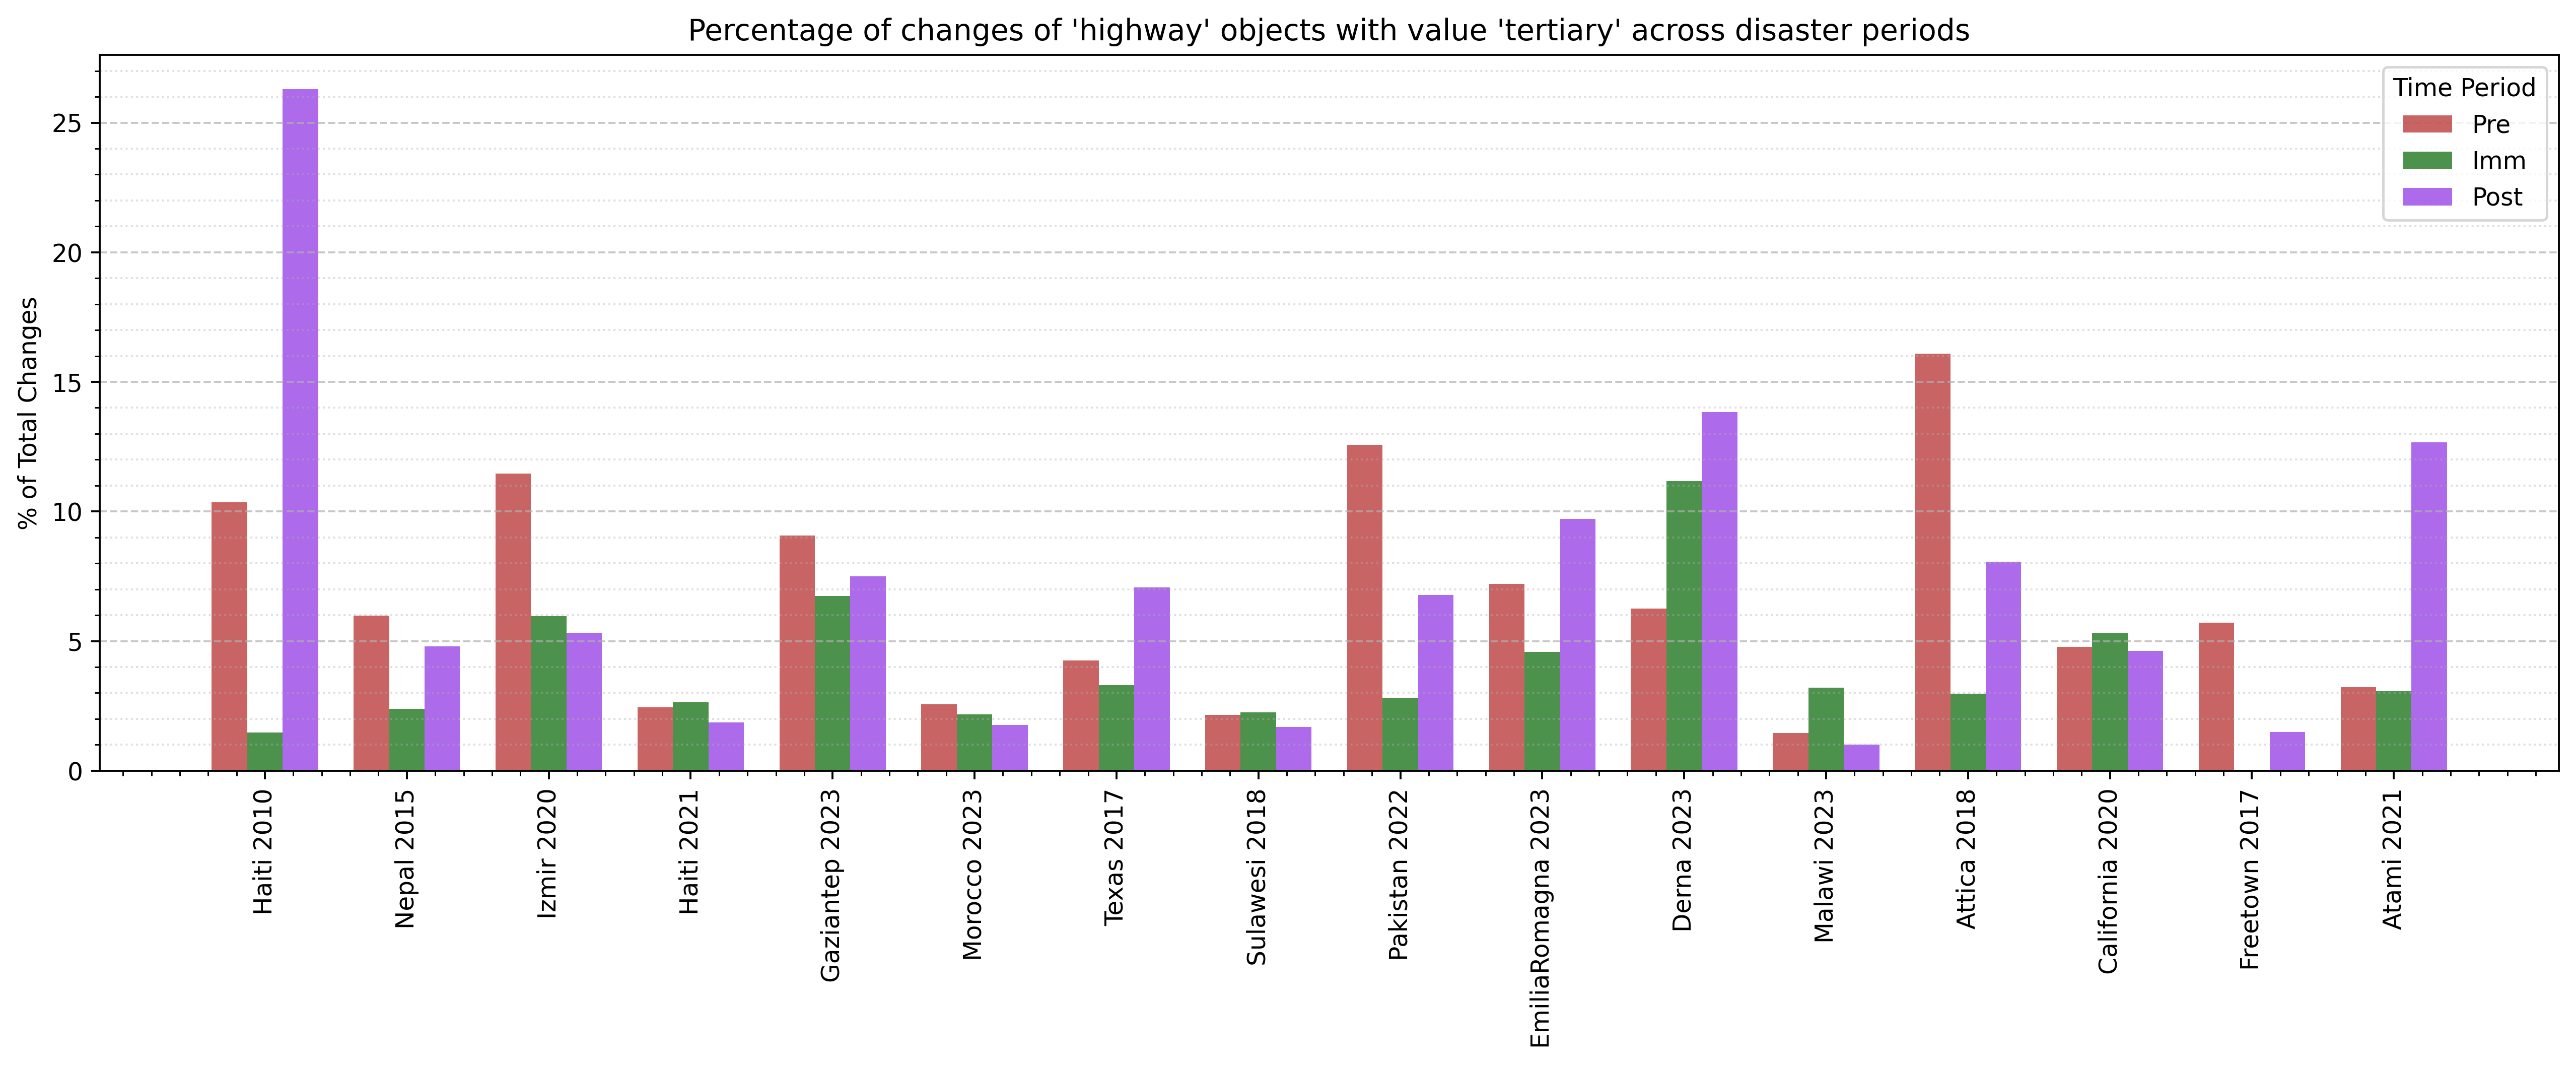 Percentage of changes of 'highway' objects with value 'tertiary' across disaster periods
% of Total Changes
25
20
15
10
5
0
Time Period
Pre
Imm
Post
Haiti 2010
Nepal 2015
Izmir 2020
Haiti 2021
Gaziantep 2023
Morocco 2023
Texas 2017
Sulawesi 2018
Pakistan 2022
EmiliaRomagna 2023
Derna 2023
Malawi 2023
Attica 2018
California 2020
Freetown 2017
Atami 2021